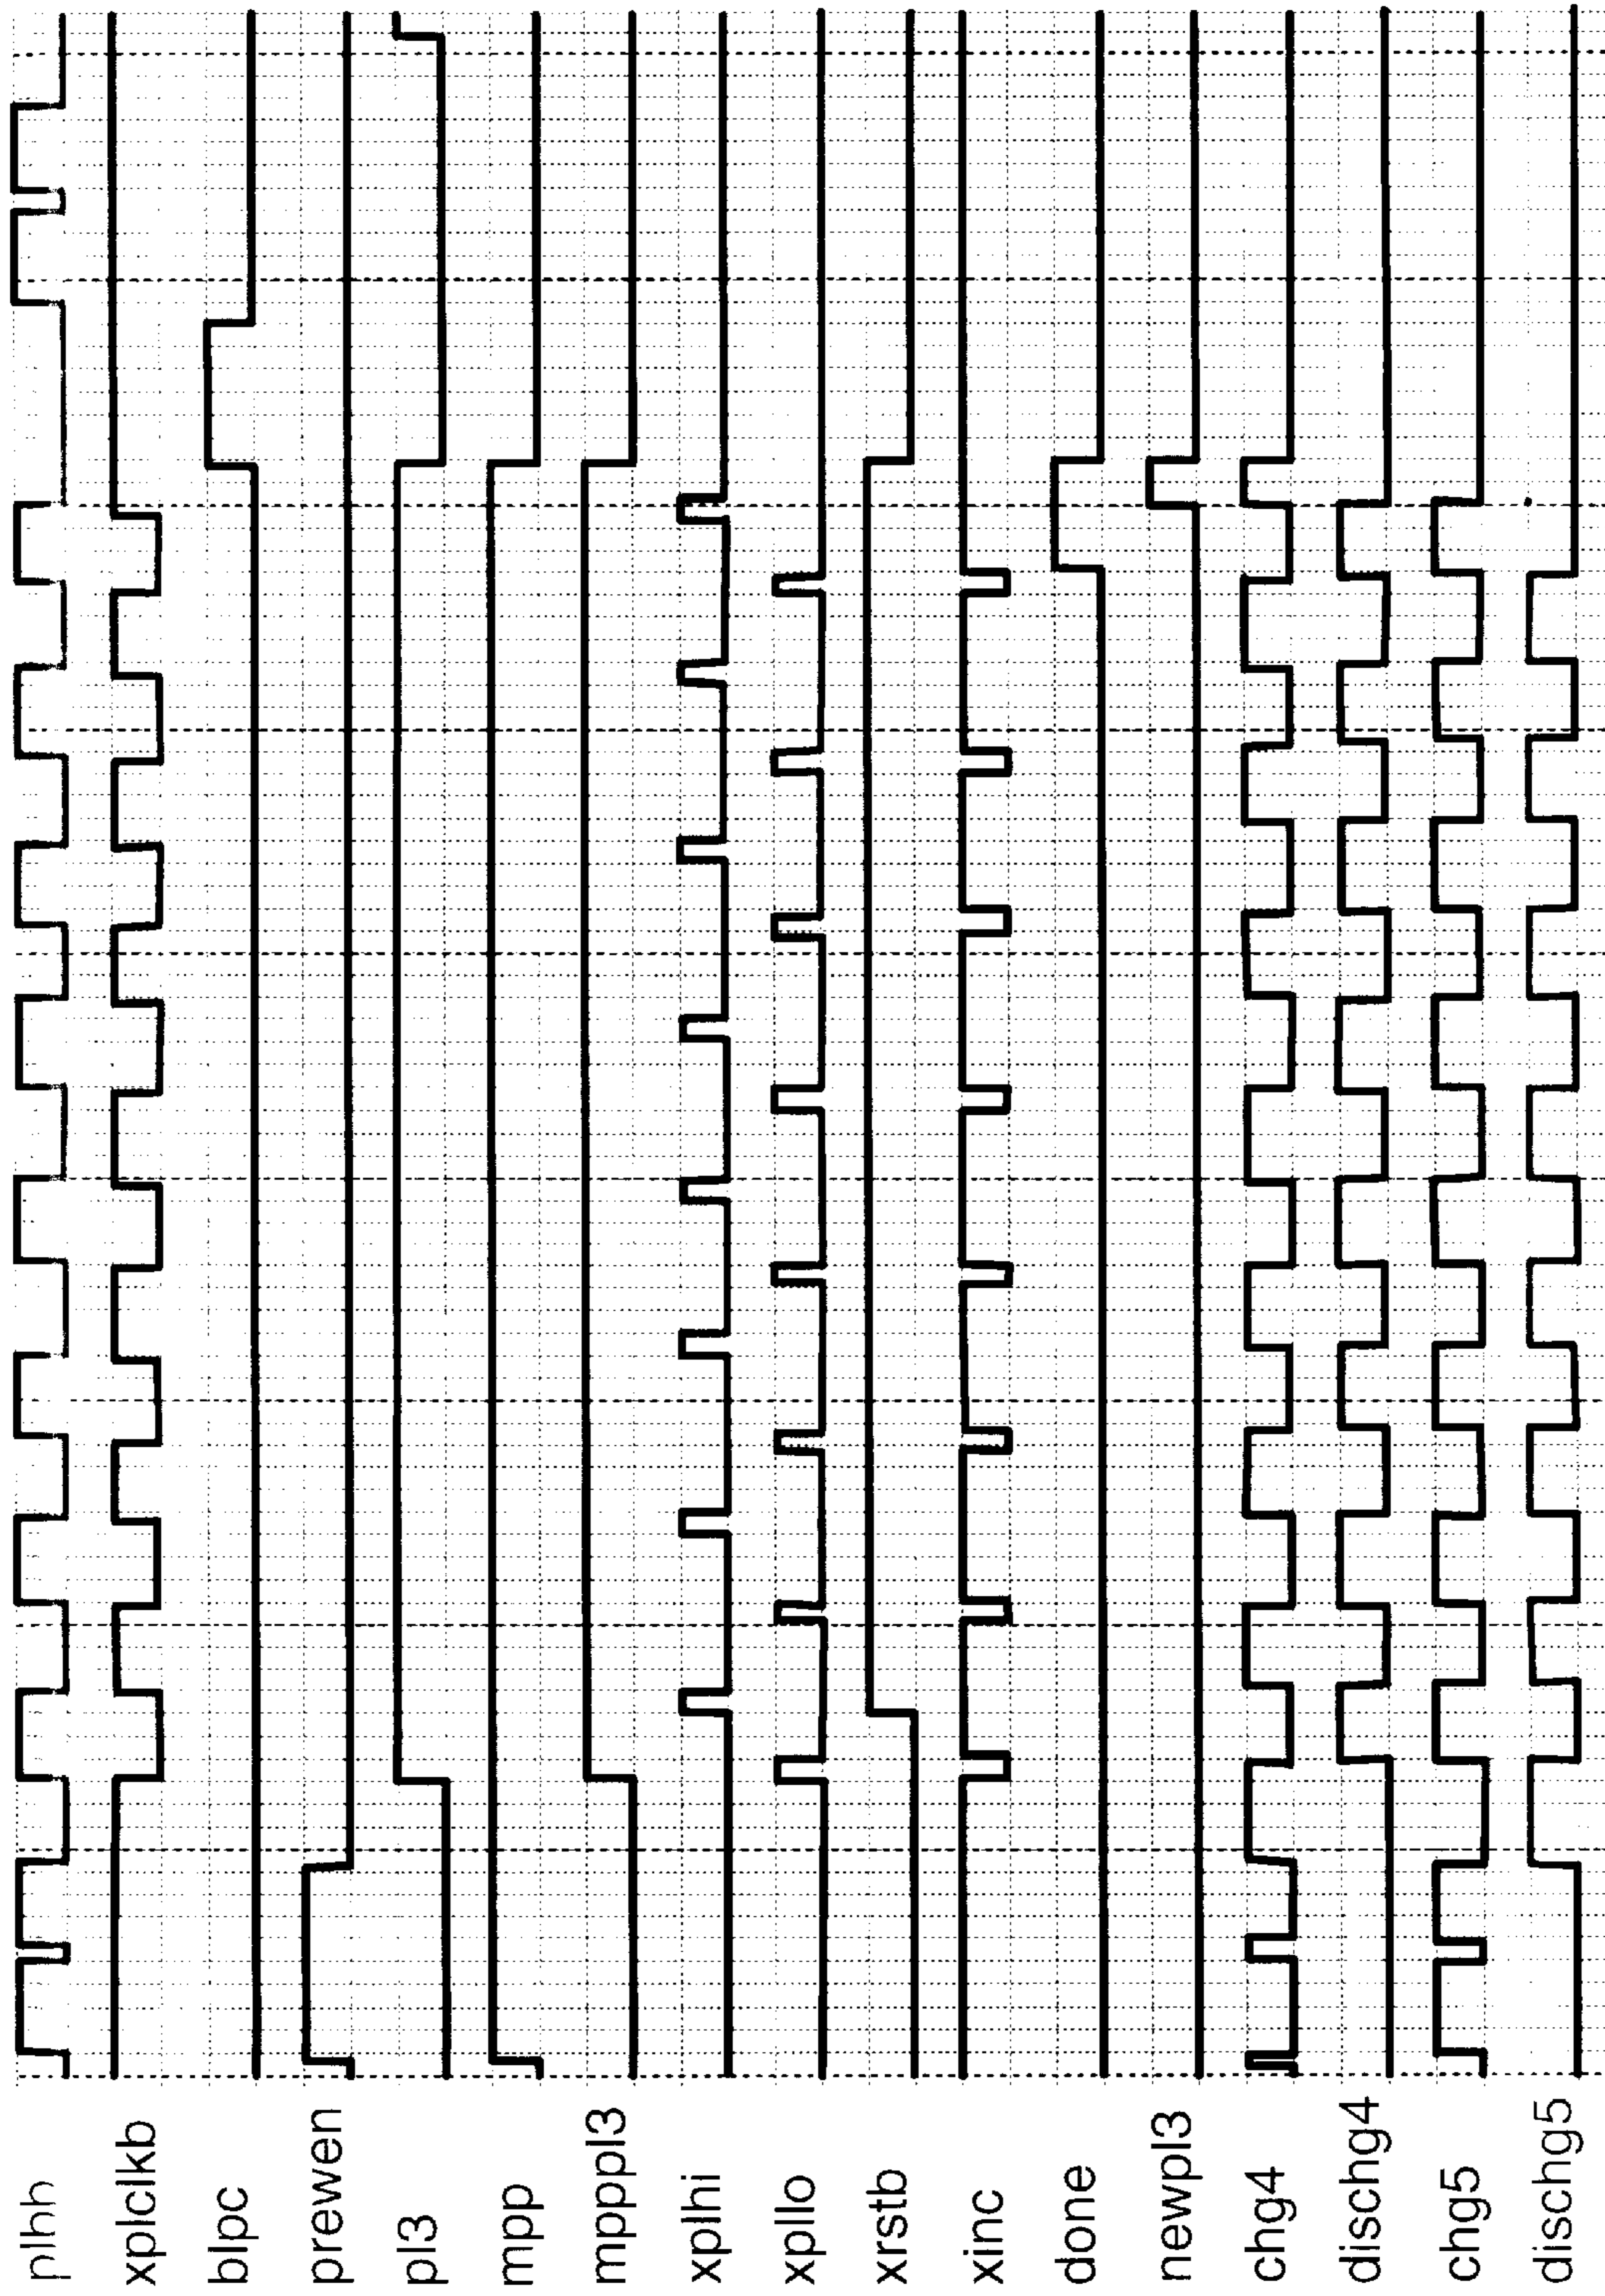 plhh
xplclkb
blpc
prewen
pl3
mpp
mpppl3
xplhi
xpllo
xrstb
xinc
done
newpl3
chg4
dischg4
chg5
dischg5